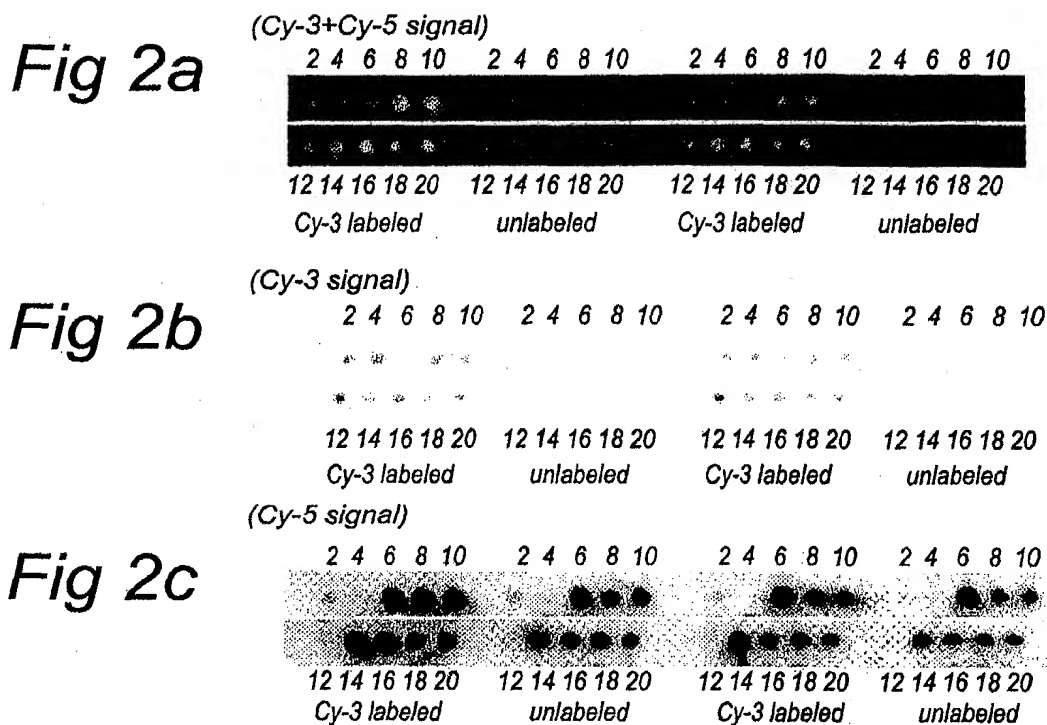 (Cy-3+Cy-5 signal)
Fig 2a
2 4 6 8 10 2 4 6 8 10 2 4 6 8 10 2 4 6 8 10
12 14 16 18 20 12 14 16 18 20 12 14 16 18 20 12 14 16 18 20
Cy-3 labeled unlabeled Cy-3 labeled unlabeled
(Cy-3 signal)
Fig 2b
2 4 6 8 10 2 4 6 8 10 2 4 6 8 10 2 4 6 8 10
12 14 16 18 20 12 14 16 18 20 12 14 16 18 20 12 14 16 18 20
Cy-3 labeled unlabeled Cy-3 labeled unlabeled
(Cy-5 signal)
Fig 2c
2 4 6 8 10 2 4 6 8 10 2 4 6 8 10 2 4 6 8 10
12 14 16 18 20 12 14 16 18 20 12 14 16 18 20 12 14 16 18 20
Cy-3 labeled unlabeled Cy-3 labeled unlabeled